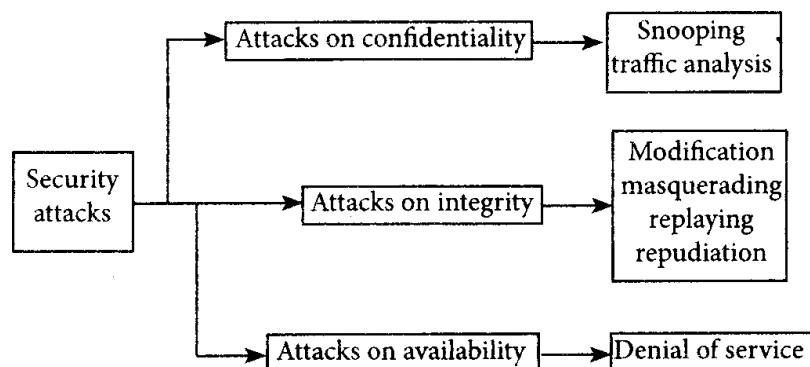 Attacks on confidentiality
Snooping
traffic analysis
Security
attacks
Attacks on integrity
Modification
masquerading
replaying
repudiation
Attacks on availability
Denial of service